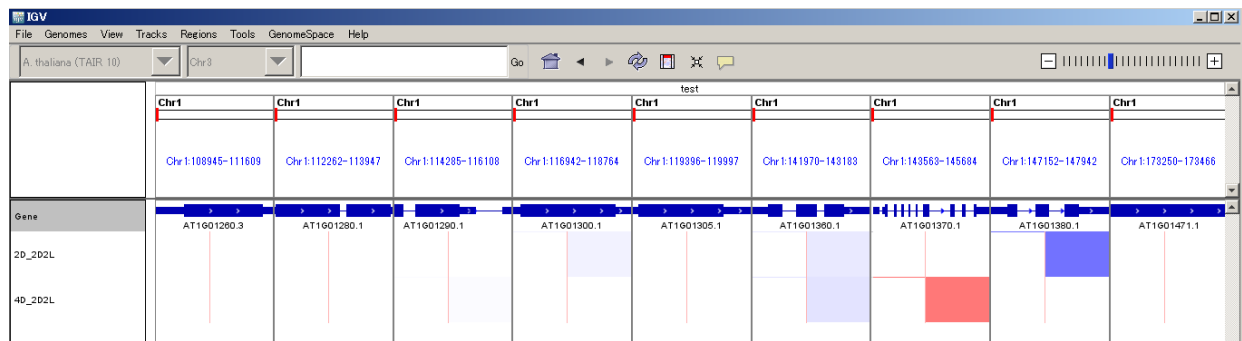 IGV
File Genomes View Tracks Regions Tools GenomeSpace Help
A. thaliana (TAIR 10) Chr3 Go
test
Chr1 Chr1 Chr1 Chr1 Chr1 Chr1 Chr1 Chr1 Chr1
Chr1:108945-111609 Chr1:112262-113947 Chr1:114285-116108 Chr1:116942-118764 Chr1:119396-119997 Chr1:141970-143183 Chr1:143563-145684 Chr1:147152-147942 Chr1:173250-173466
Gene
AT1G01260.3 AT1G01280.1 AT1G01290.1 AT1G01300.1 AT1G01305.1 AT1G01360.1 AT1G01370.1 AT1G01380.1 AT1G01471.1
2D_2D2L
4D_2D2L